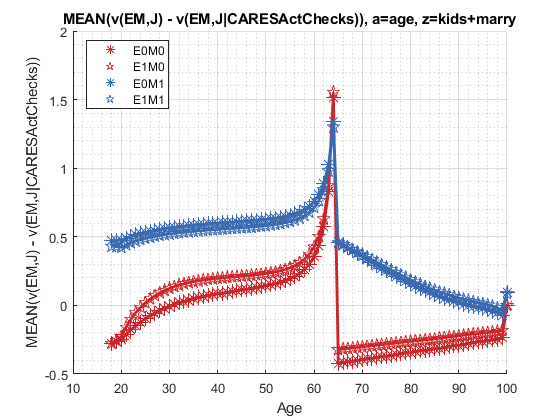 MEAN(v(EM,J) - v(EM,J|CARESActChecks)), a=age, z=kids+marry
2
1.5
1
0.5
0
-0.5
MEAN(v(EM,J) - v(EM,J|CARESActChecks))
E0M0
E1M0
E0M1
E1M1
10 20 30 40 50 60 70 80 90 100
Age